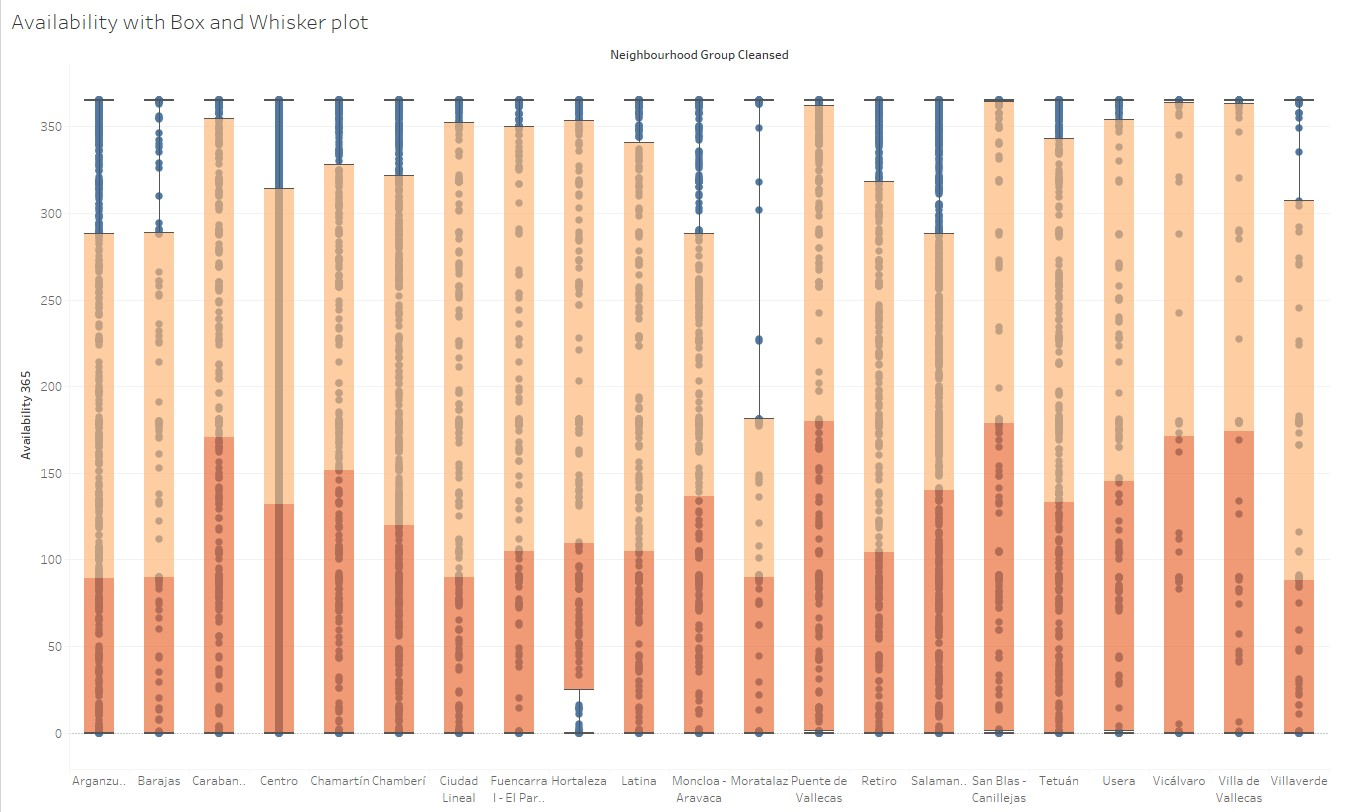 Availability with Box and Whisker plot
Neighbourhood Group Cleansed
Availability 365
350
300
250
200
150
100
50
0
Arganzu..
Barajas
Caraban..
Centro
Chamartín
Chamberí
Ciudad
Lineal
Fuencarra
l - El Par..
Hortaleza
Latina
Moncloa -
Aravaca
Moratalaz
Puente de
Vallecas
Retiro
Salaman..
San Blas -
Canillejas
Tetuán
Usera
Vicálvaro
Villa de
Vallecas
Villaverde